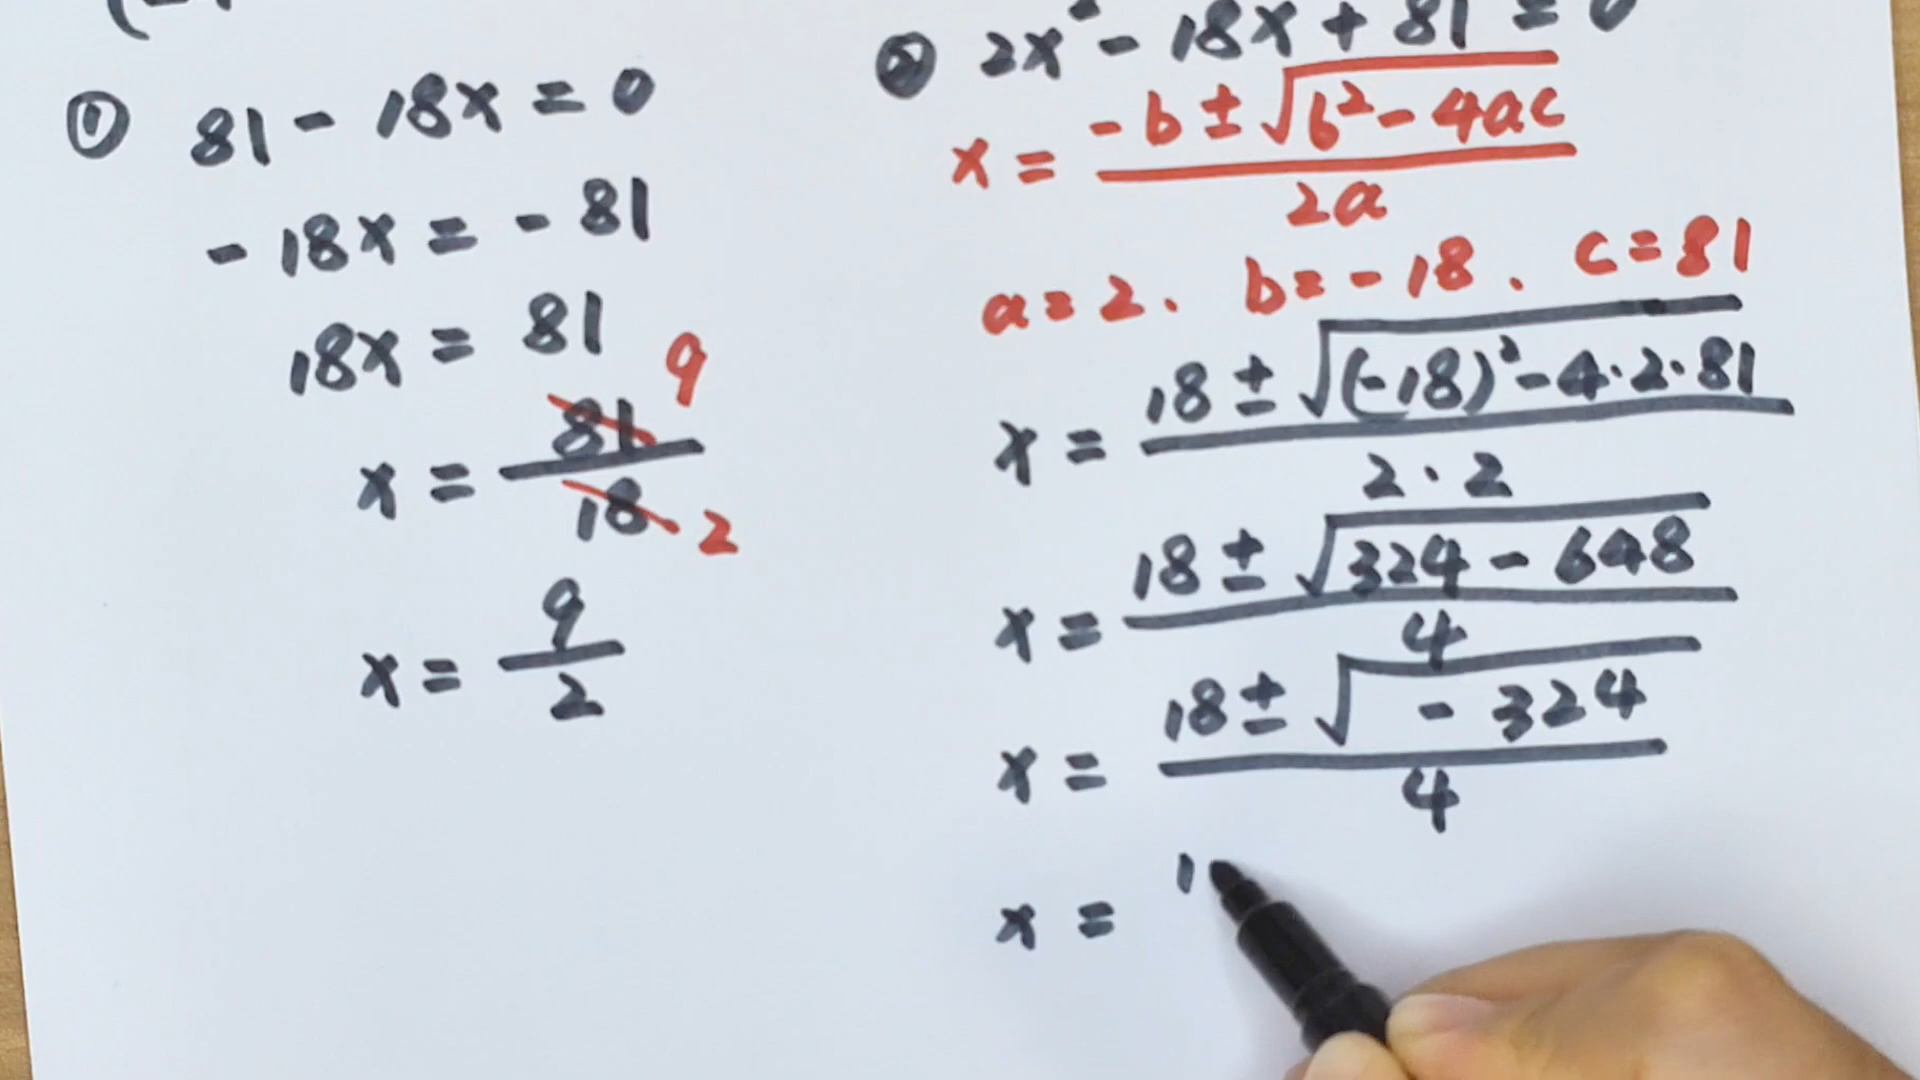 ① 81 - 18x = 0
- 18x = - 81
18x = 81
x = 81/18 9 2
x = 9/2
② 2x² - 18x + 81 = 0
x = (-b ± √(b² - 4ac))/(2a)
a = 2. b = - 18. c = 81
x = (18 ± √((-18)² - 4·2·81))/(2·2)
x = (18 ± √(324 - 648))/4
x = (18 ± √(- 324))/4
x = 1